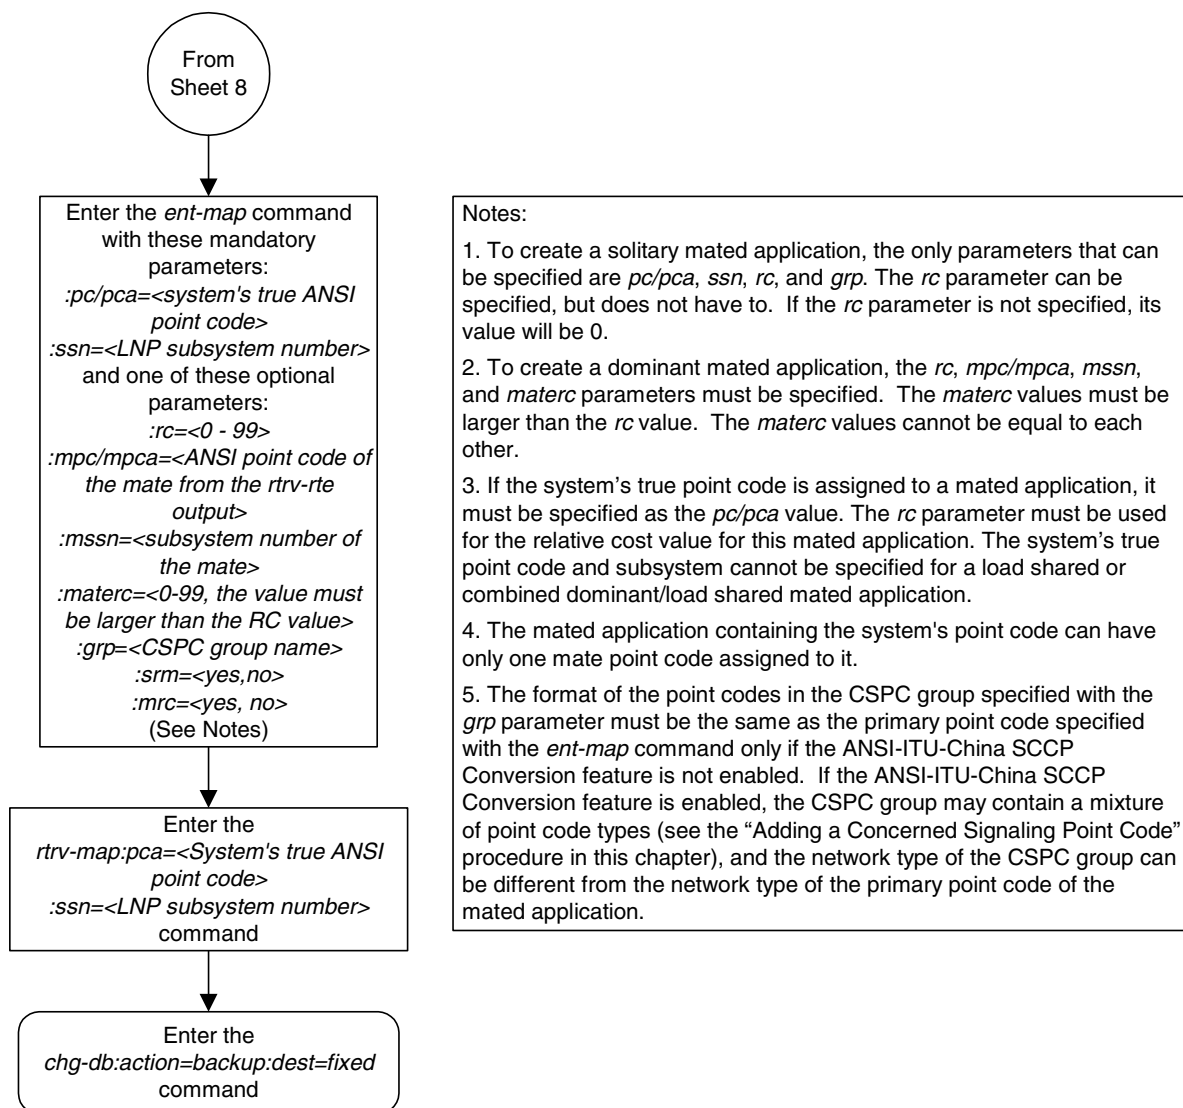 From
Sheet 8
Enter the ent-map command
with these mandatory
parameters:
:pc/pca=<system's true ANSI
point code>
:ssn=<LNP subsystem number>
and one of these optional
parameters:
:rc=<0 - 99>
:mpc/mpca=<ANSI point code of
the mate from the rtrv-rte
output>
:mssn=<subsystem number of
the mate>
:materc=<0-99, the value must
be larger than the RC value>
:grp=<CSPC group name>
:srm=<yes,no>
:mrc=<yes, no>
(See Notes)
Enter the
rtrv-map:pca=<System's true ANSI
point code>
:ssn=<LNP subsystem number>
command
Enter the
chg-db:action=backup:dest=fixed
command
Notes:
1. To create a solitary mated application, the only parameters that can
be specified are pc/pca, ssn, rc, and grp. The rc parameter can be
specified, but does not have to.  If the rc parameter is not specified, its
value will be 0.
2. To create a dominant mated application, the rc, mpc/mpca, mssn,
and materc parameters must be specified.  The materc values must be
larger than the rc value.  The materc values cannot be equal to each
other.
3. If the system’s true point code is assigned to a mated application, it
must be specified as the pc/pca value. The rc parameter must be used
for the relative cost value for this mated application. The system’s true
point code and subsystem cannot be specified for a load shared or
combined dominant/load shared mated application.
4. The mated application containing the system's point code can have
only one mate point code assigned to it.
5. The format of the point codes in the CSPC group specified with the
grp parameter must be the same as the primary point code specified
with the ent-map command only if the ANSI-ITU-China SCCP
Conversion feature is not enabled.  If the ANSI-ITU-China SCCP
Conversion feature is enabled, the CSPC group may contain a mixture
of point code types (see the “Adding a Concerned Signaling Point Code”
procedure in this chapter), and the network type of the CSPC group can
be different from the network type of the primary point code of the
mated application.